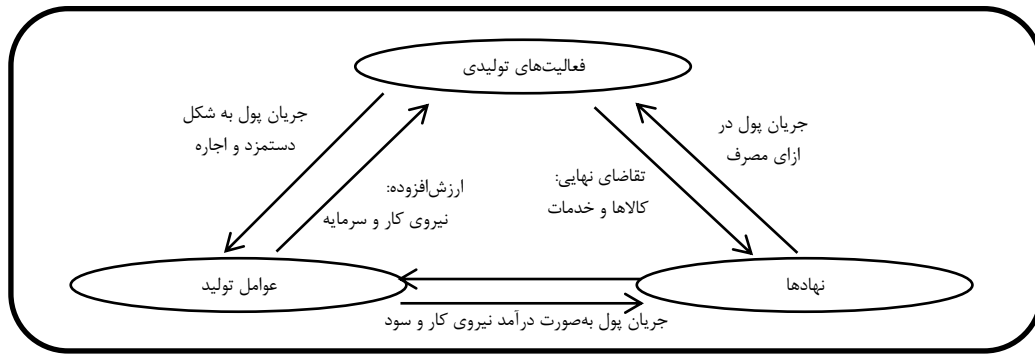 فعالیت‌های تولیدی
جریان پول به شکل
دستمزد و اجاره
جریان پول در
ازای مصرف
ارزش‌افزوده:
نیروی کار و سرمایه
تقاضای نهایی:
کالاها و خدمات
عوامل تولید
نهادها
جریان پول به‌صورت درآمد نیروی کار و سود